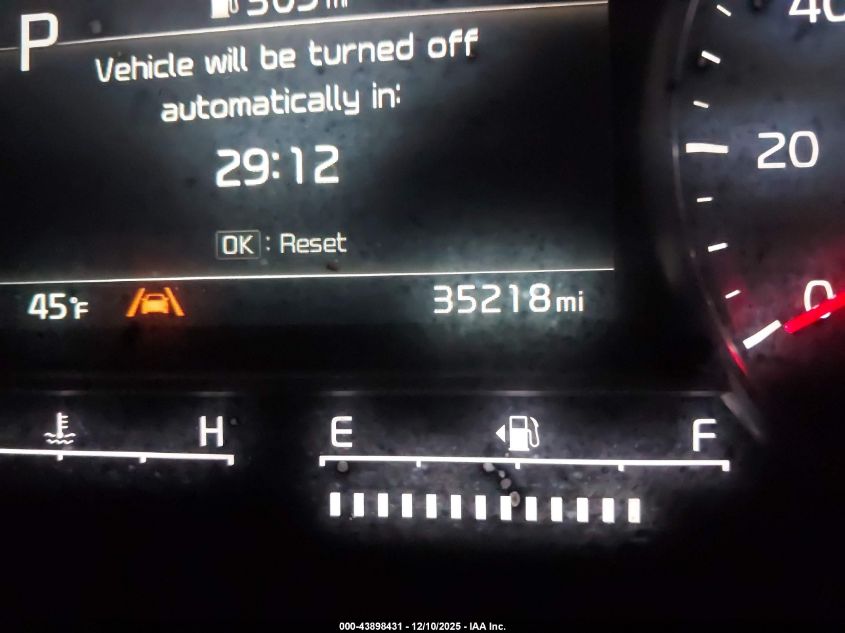 P
Vehicle will be turned off
automatically in:
29:12
OK : Reset
45°F
35218 mi
40
20
0
H
E
F
000-43898431 - 12/10/2025 - IAA Inc.